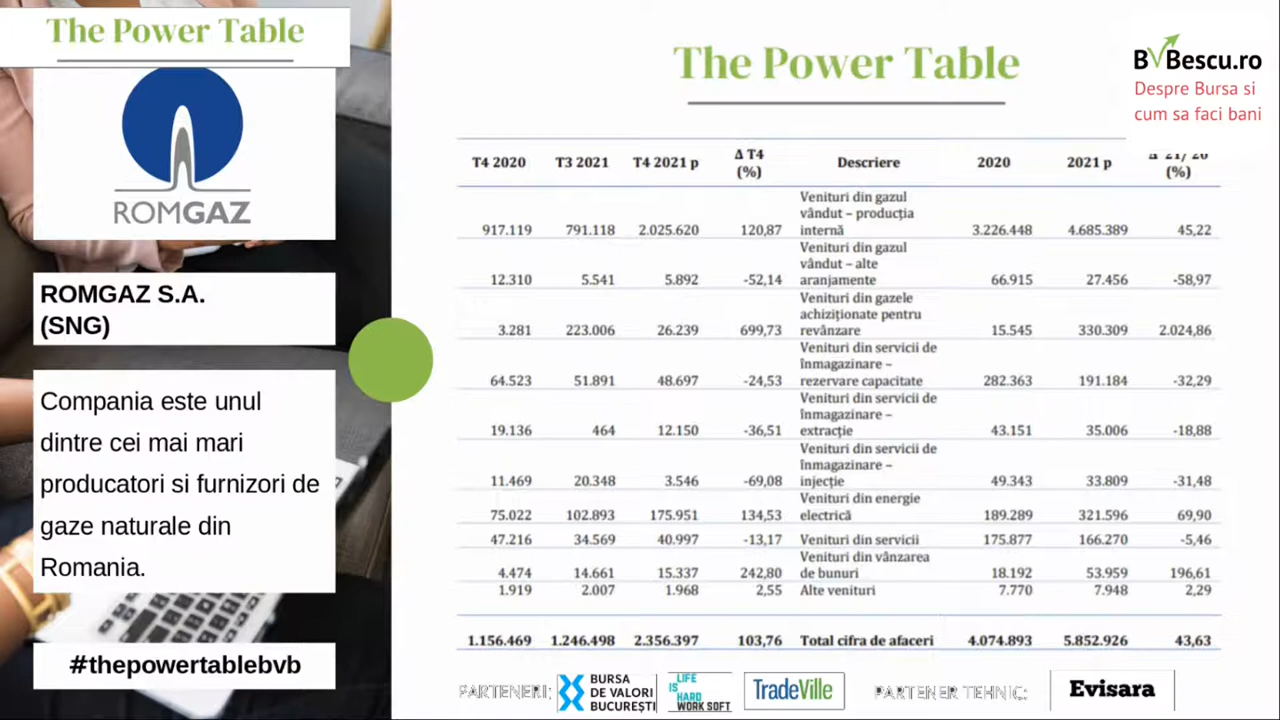 The Power Table
ROMGAZ
ROMGAZ S.A.
(SNG)
Compania este unul
dintre cei mai mari
producatori si furnizori de
gaze naturale din
Romania.
#thepowertablebvb
The Power Table
BVBescu.ro
Despre Bursa si
cum sa faci bani
T4 2020 T3 2021 T4 2021 p Δ T4 (%) Descriere 2020 2021 p Δ 21/ 20 (%)
Venituri din gazul
vândut – producția
917.119 791.118 2.025.620 120,87 internă 3.226.448 4.685.389 45,22
Venituri din gazul
vândut – alte
12.310 5.541 5.892 -52,14 aranjamente 66.915 27.456 -58,97
Venituri din gazele
achiziționate pentru
3.281 223.006 26.239 699,73 revânzare 15.545 330.309 2.024,86
Venituri din servicii de
înmagazinare –
64.523 51.891 48.697 -24,53 rezervare capacitate 282.363 191.184 -32,29
Venituri din servicii de
înmagazinare –
19.136 464 12.150 -36,51 extracție 43.151 35.006 -18,88
Venituri din servicii de
înmagazinare –
11.469 20.348 3.546 -69,08 injecție 49.343 33.809 -31,48
Venituri din energie
75.022 102.893 175.951 134,53 electrică 189.289 321.596 69,90
47.216 34.569 40.997 -13,17 Venituri din servicii 175.877 166.270 -5,46
Venituri din vânzarea
4.474 14.661 15.337 242,80 de bunuri 18.192 53.959 196,61
1.919 2.007 1.968 2,55 Alte venituri 7.770 7.948 2,29
1.156.469 1.246.498 2.356.397 103,76 Total cifra de afaceri 4.074.893 5.852.926 43,63
PARTENERI:
BURSA
DE VALORI
BUCUREȘTI
LIFE
IS
HARD
WORK SOFT
TradeVille
PARTENER TEHNIC:
Evisara